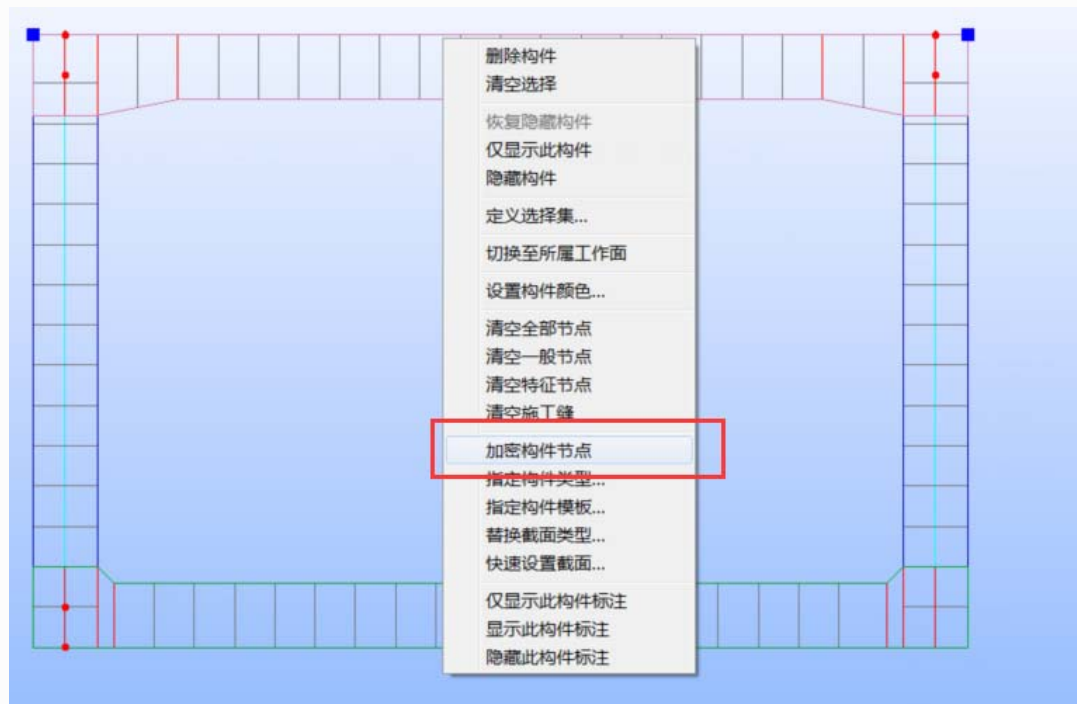 删除构件
清空选择
恢复隐藏构件
仅显示此构件
隐藏构件
定义选择集...
切换至所属工作面
设置构件颜色...
清空全部节点
清空一般节点
清空特征节点
清空施工缝
加密构件节点
指定构件类型...
指定构件模板...
替换截面类型...
快速设置截面...
仅显示此构件标注
显示此构件标注
隐藏此构件标注